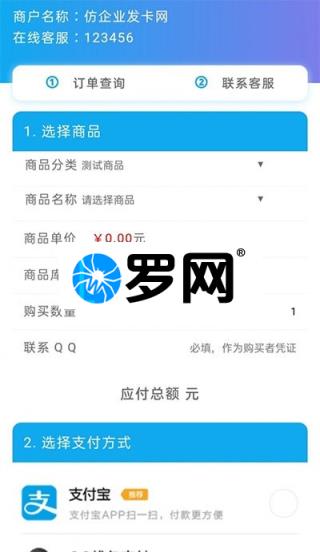 商户名称：仿企业发卡网
在线客服：123456
① 订单查询 ② 联系客服
1. 选择商品
商品分类 测试商品
商品名称 请选择商品
商品单价 ¥0.00元
商品库
罗网®
购买数量 1
联系QQ 必填，作为购买者凭证
应付总额 元
2. 选择支付方式
支 支付宝 推荐
支付宝APP扫一扫，付款更方便